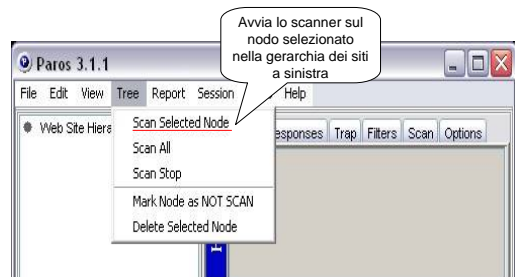 Avvia lo scanner sul
nodo selezionato
nella gerarchia dei siti
a sinistra
Paros 3.1.1
File Edit View Tree Report Session Help
Web Site Hiera
esponses Trap Filters Scan Options
Scan Selected Node
Scan All
Scan Stop
Mark Node as NOT SCAN
Delete Selected Node